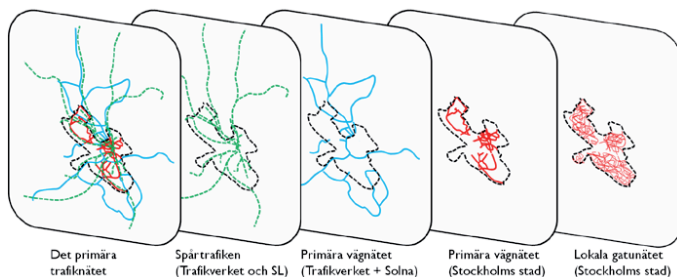 Det primära
trafiknätet
Spårtrafiken
(Trafikverket och SL)
Primära vägnätet
(Trafikverket + Solna)
Primära vägnätet
(Stockholms stad)
Lokala gatunätet
(Stockholms stad)